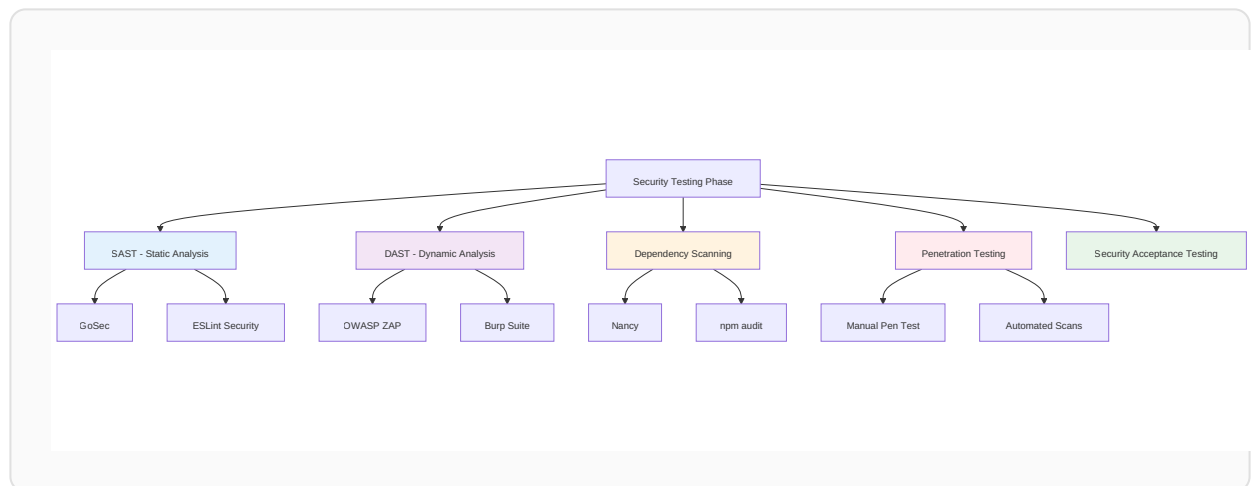 Security Testing Phase
SAST - Static Analysis
DAST - Dynamic Analysis
Dependency Scanning
Penetration Testing
Security Acceptance Testing
GoSec
ESLint Security
OWASP ZAP
Burp Suite
Nancy
npm audit
Manual Pen Test
Automated Scans